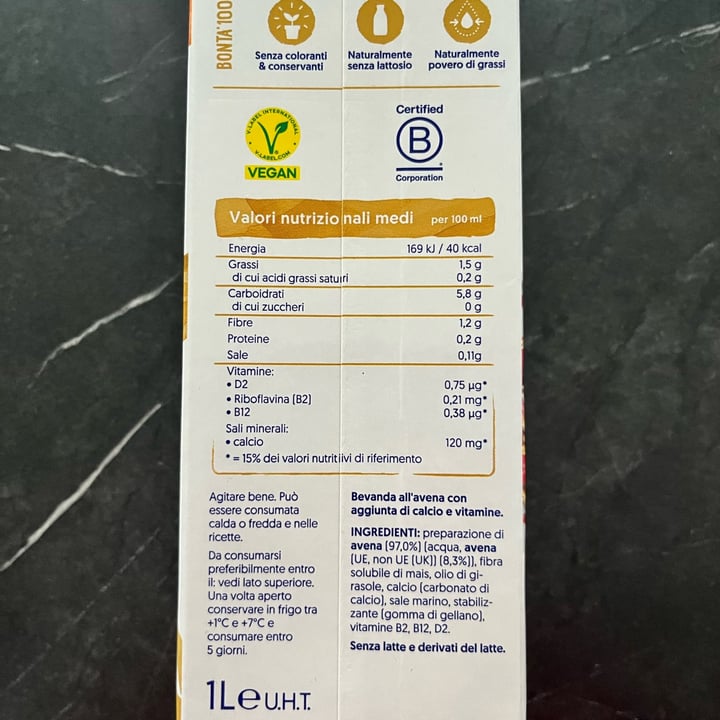 BONTÀ 100
Senza coloranti
& conservanti
Naturalmente
senza lattosio
Naturalmente
povero di grassi
V-LABEL INTERNATIONAL
V-LABEL.COM
VEGAN
Certified
B
Corporation
Valori nutrizionali medi per 100 ml
Energia 169 kJ / 40 kcal
Grassi 1,5 g
di cui acidi grassi saturi 0,2 g
Carboidrati 5,8 g
di cui zuccheri 0 g
Fibre 1,2 g
Proteine 0,2 g
Sale 0,11g
Vitamine:
• D2 0,75 µg*
• Riboflavina (B2) 0,21 mg*
• B12 0,38 µg*
Sali minerali:
• calcio 120 mg*
* = 15% dei valori nutritivi di riferimento
Agitare bene. Può
essere consumata
calda o fredda e nelle
ricette.
Da consumarsi
preferibilmente entro
il: vedi lato superiore.
Una volta aperto
conservare in frigo tra
+1°C e +7°C e
consumare entro
5 giorni.
1L e U.H.T.
Bevanda all'avena con
aggiunta di calcio e vitamine.
INGREDIENTI: preparazione di
avena (97,0%) (acqua, avena
(UE, non UE (UK)) (8,3%)), fibra
solubile di mais, olio di gi-
rasole, calcio (carbonato di
calcio), sale marino, stabiliz-
zante (gomma di gellano),
vitamine B2, B12, D2.
Senza latte e derivati del latte.